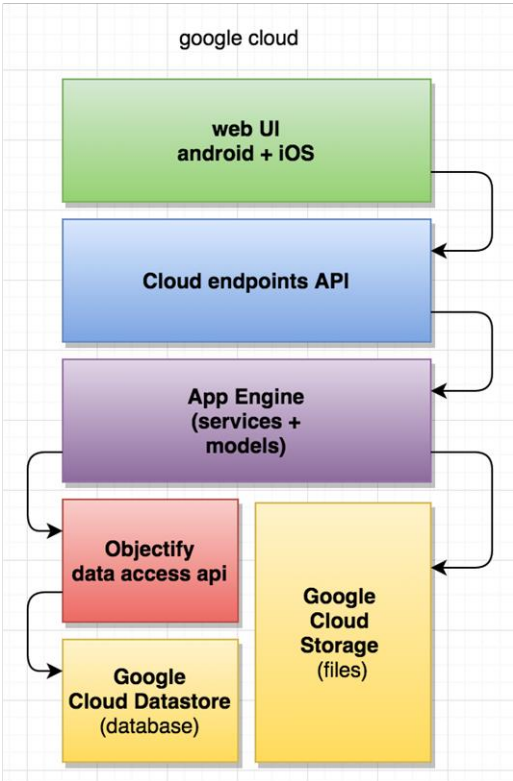 google cloud
web UI
android + iOS
Cloud endpoints API
App Engine
(services +
models)
Objectify
data access api
Google
Cloud
Storage
(files)
Google
Cloud Datastore
(database)